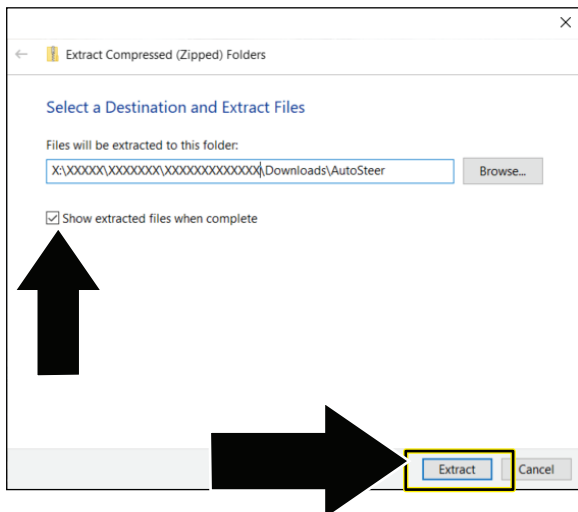 Extract Compressed (Zipped) Folders
Select a Destination and Extract Files
Files will be extracted to this folder:
X:\XXXXX\XXXXXXX\XXXXXXXXXXXXX\Downloads\AutoSteer
Browse...
Show extracted files when complete
Extract
Cancel